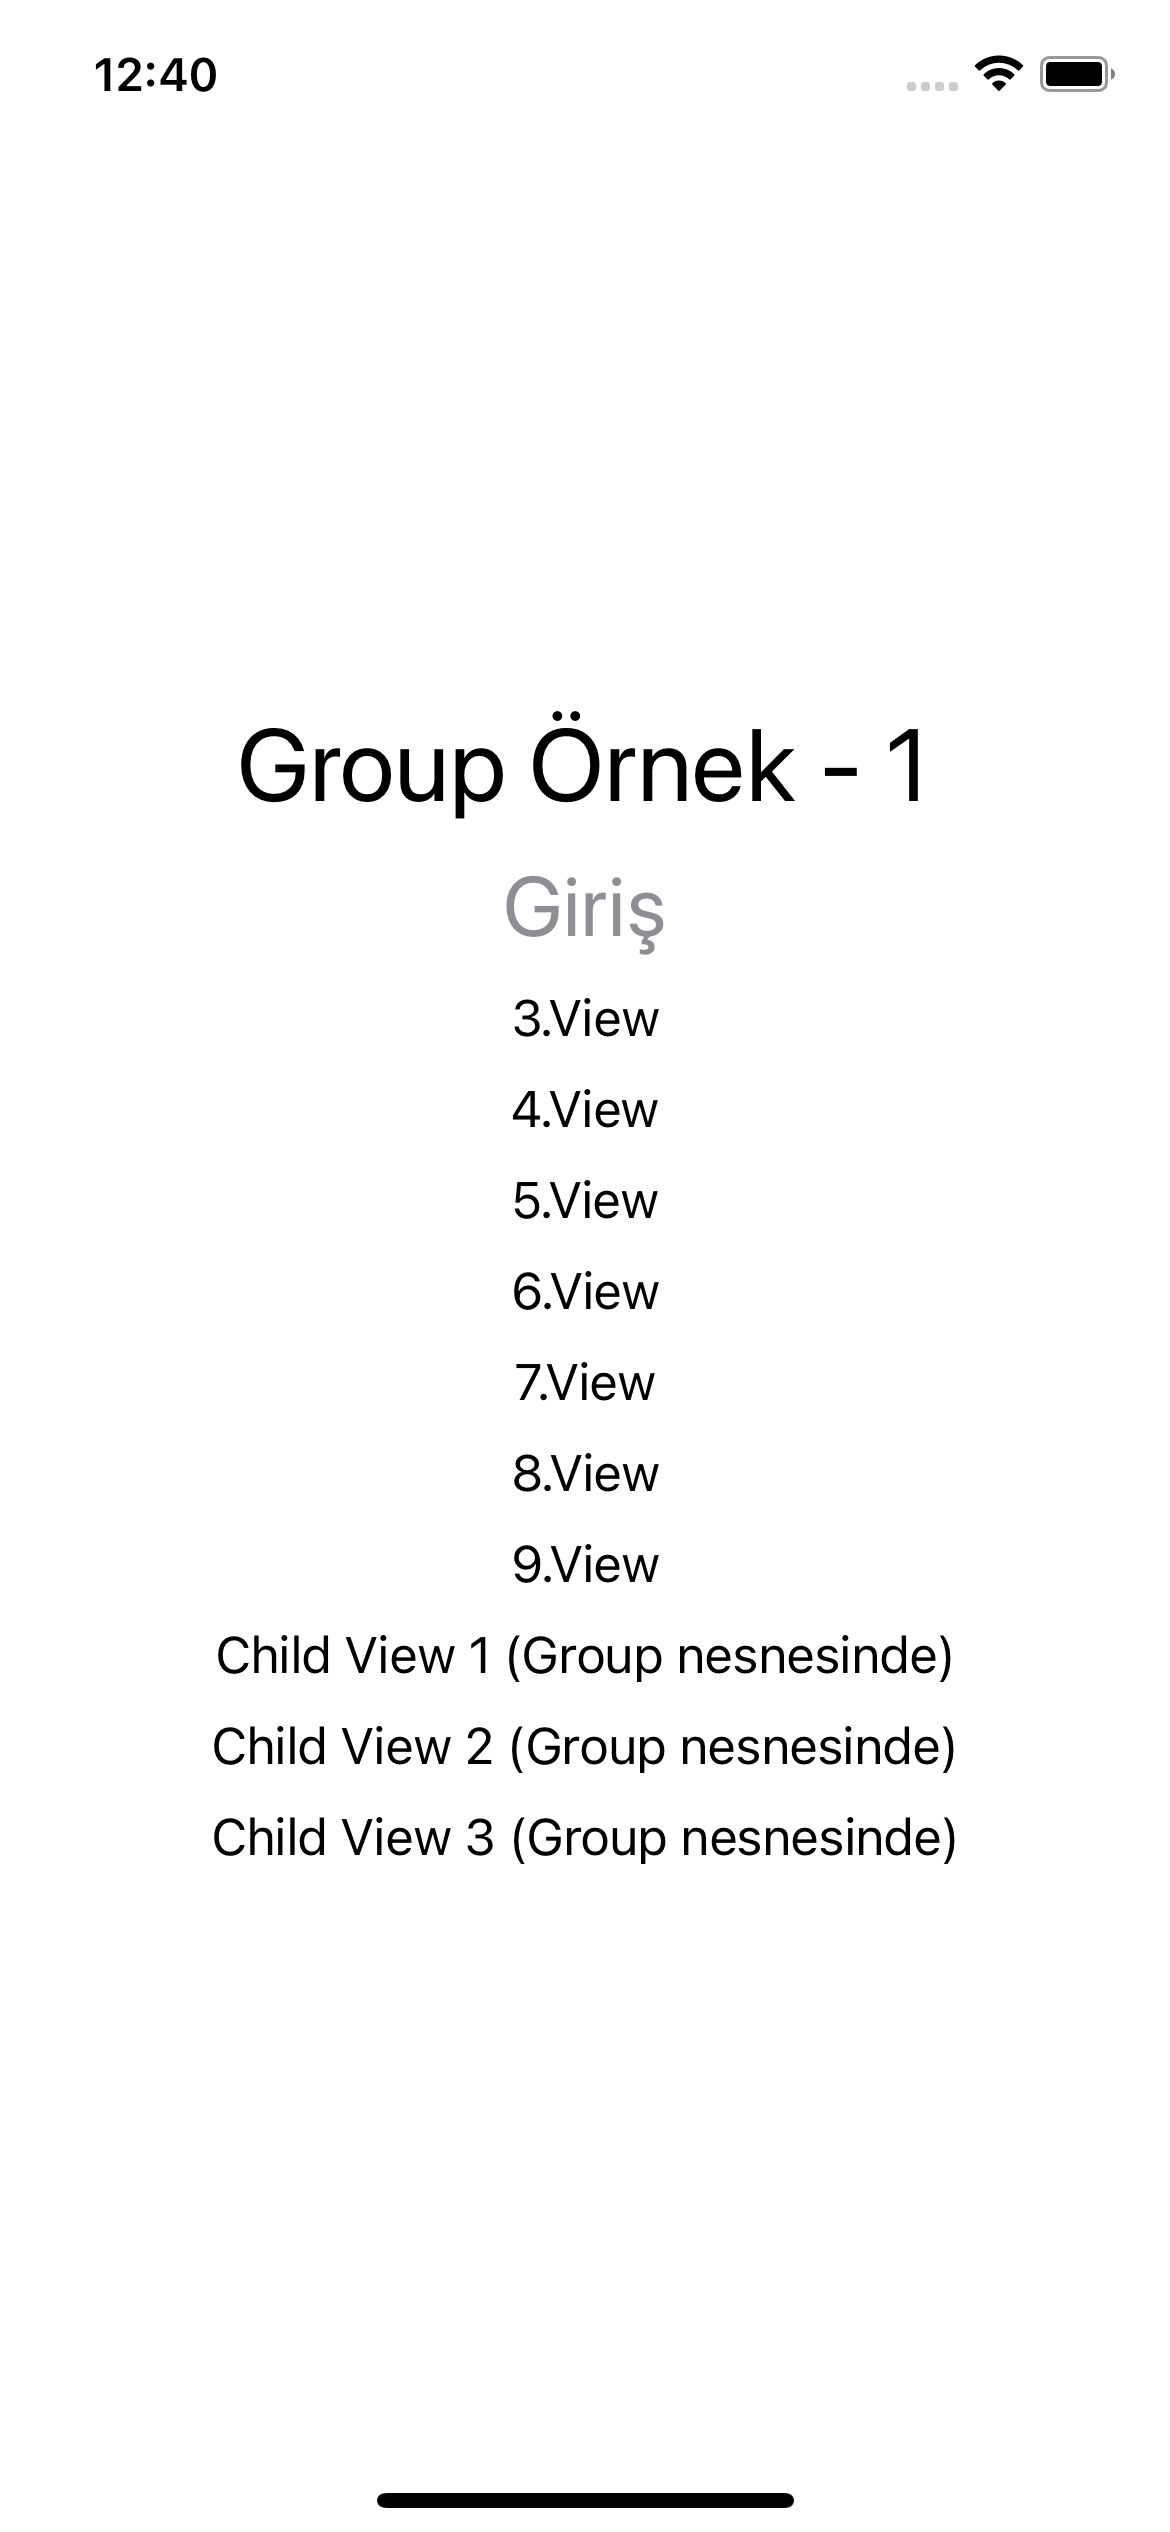 12:40
Group Örnek - 1
Giriş
3.View
4.View
5.View
6.View
7.View
8.View
9.View
Child View 1 (Group nesnesinde)
Child View 2 (Group nesnesinde)
Child View 3 (Group nesnesinde)